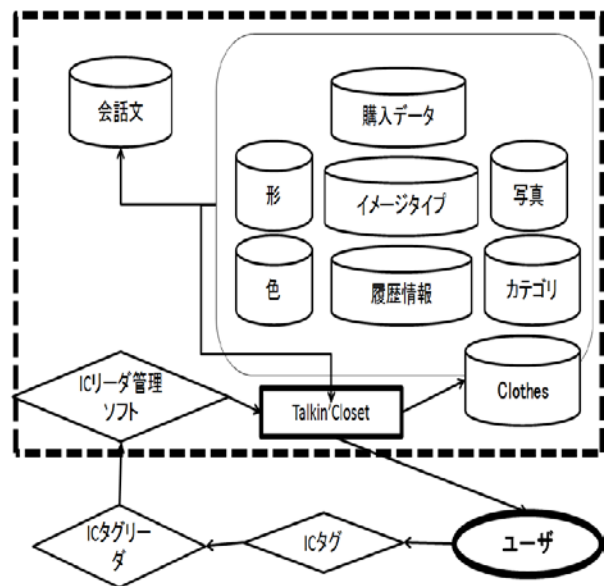 会話文
購入データ
形
イメージタイプ
写真
色
履歴情報
カテゴリ
ICリーダ管理
ソフト
Talkin'Closet
Clothes
ICタグリー
ダ
ICタグ
ユーザ